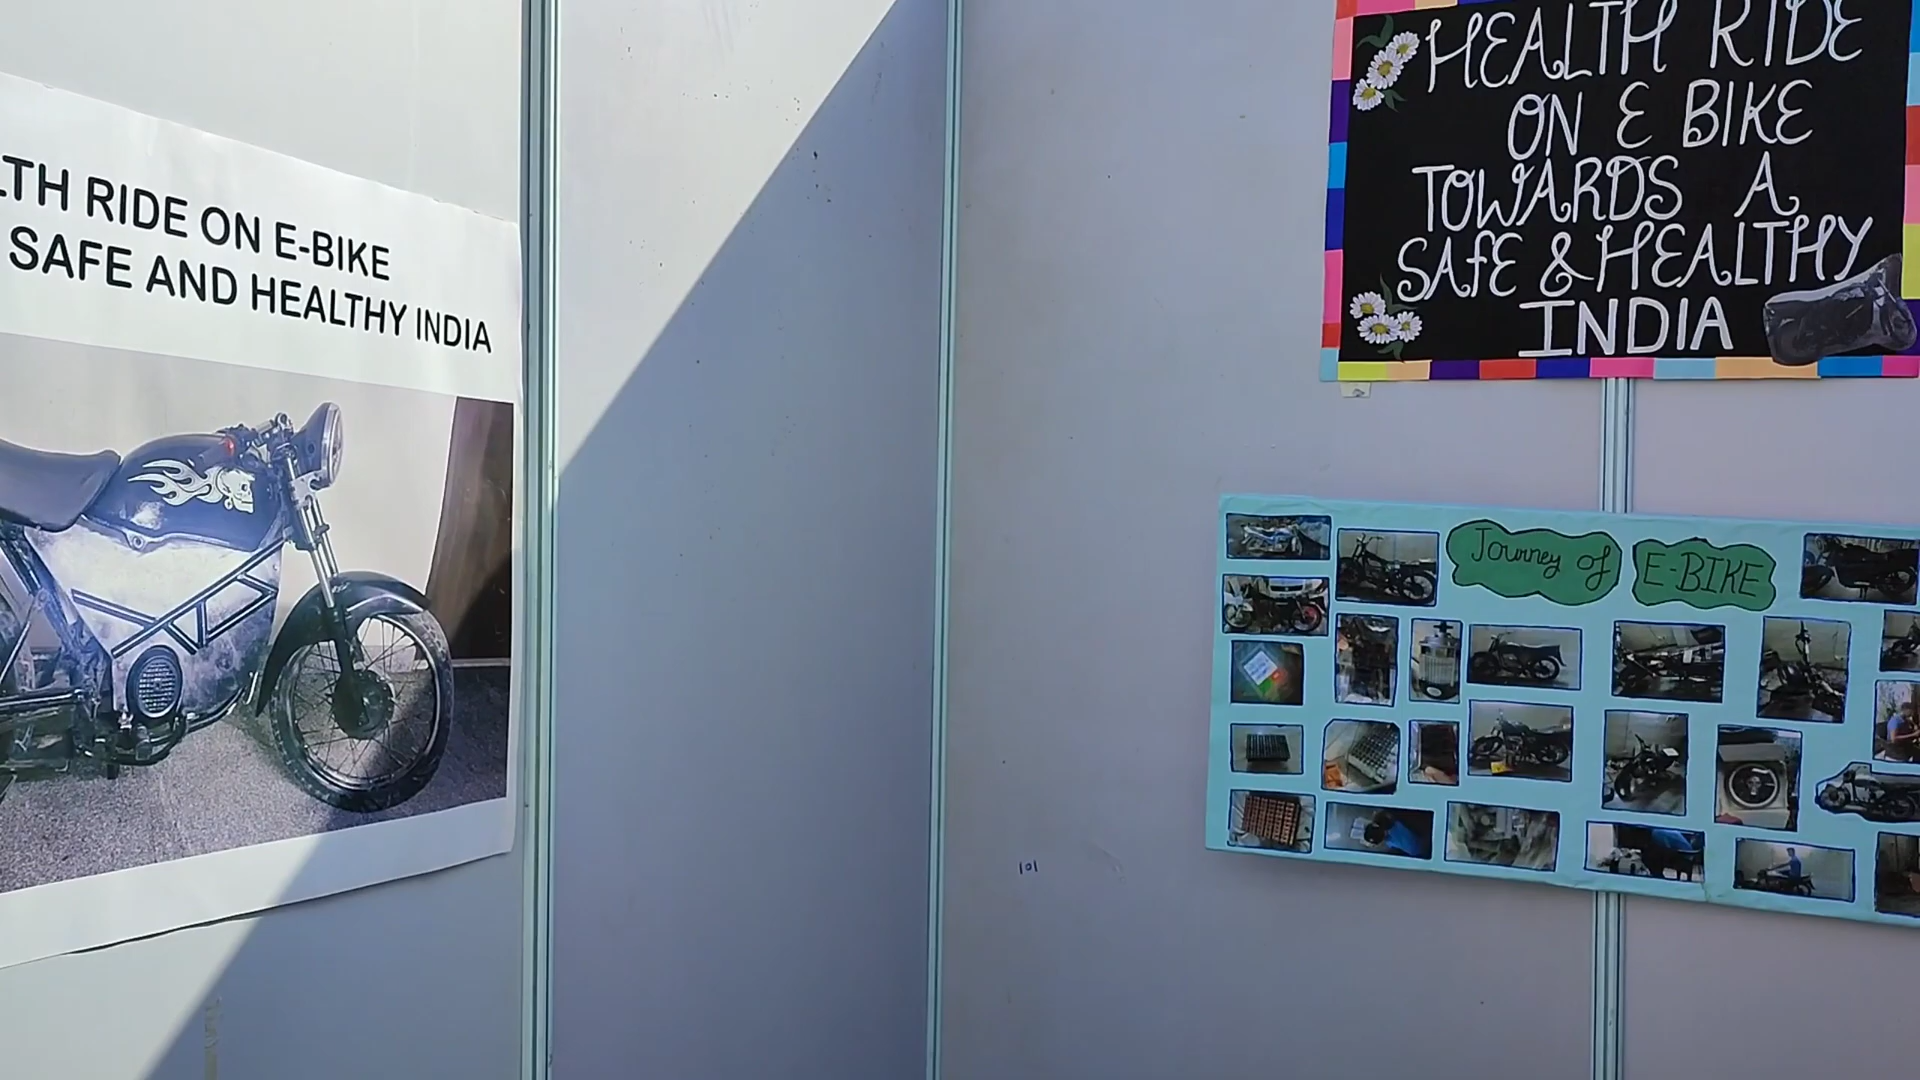 LTH RIDE ON E-BIKE
SAFE AND HEALTHY INDIA
HEALTH RIDE
ON E BIKE
TOWARDS A
SAFE & HEALTHY
INDIA
Journey of E-BIKE
101